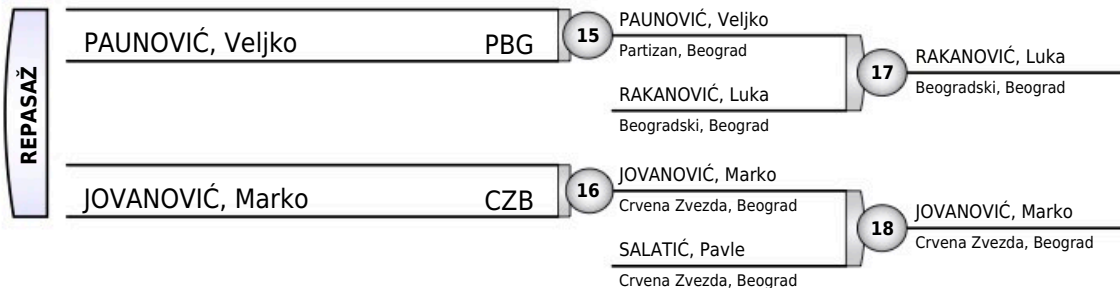 REPASAŽ
PAUNOVIĆ, Veljko PBG
15
PAUNOVIĆ, Veljko
Partizan, Beograd
RAKANOVIĆ, Luka
Beogradski, Beograd
17
RAKANOVIĆ, Luka
Beogradski, Beograd
JOVANOVIĆ, Marko CZB
16
JOVANOVIĆ, Marko
Crvena Zvezda, Beograd
SALATIĆ, Pavle
Crvena Zvezda, Beograd
18
JOVANOVIĆ, Marko
Crvena Zvezda, Beograd